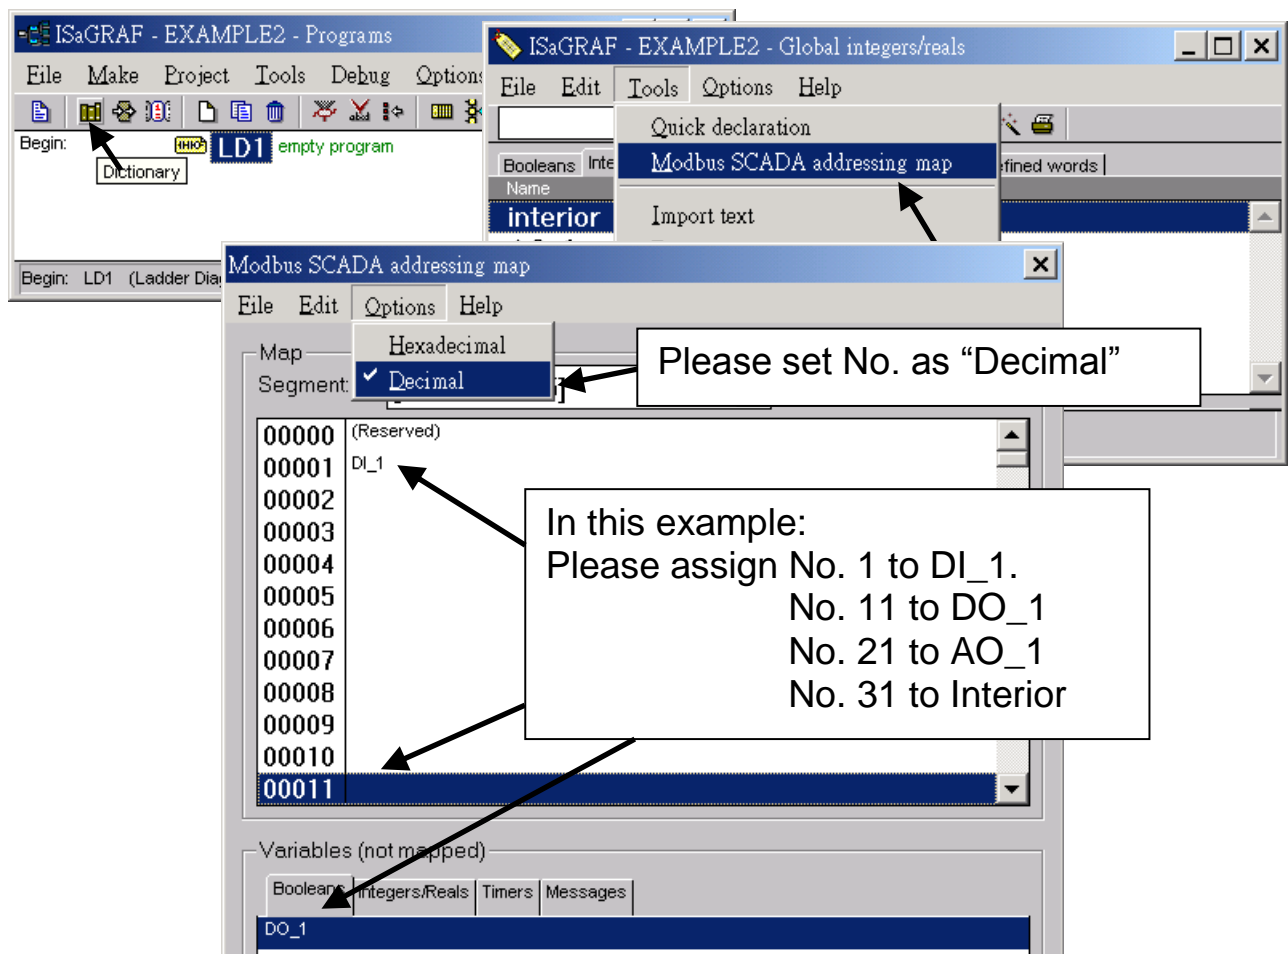 ISaGRAF - EXAMPLE2 - Programs
File Make Project Tools Debug Options
Begin:
LD1 empty program
Dictionary
Begin: LD1 (Ladder Dia
ISaGRAF - EXAMPLE2 - Global integers/reals
File Edit Tools Options Help
Quick declaration
Modbus SCADA addressing map
Import text
Booleans Inte fined words
Name
interior
Modbus SCADA addressing map
File Edit Options Help
Hexadecimal
Decimal
Map
Segment:
Please set No. as “Decimal”
00000 (Reserved)
00001 DI_1
00002
00003
00004
00005
00006
00007
00008
00009
00010
00011
In this example:
Please assign No. 1 to DI_1.
No. 11 to DO_1
No. 21 to AO_1
No. 31 to Interior
Variables (not mapped)
Booleans Integers/Reals Timers Messages
DO_1